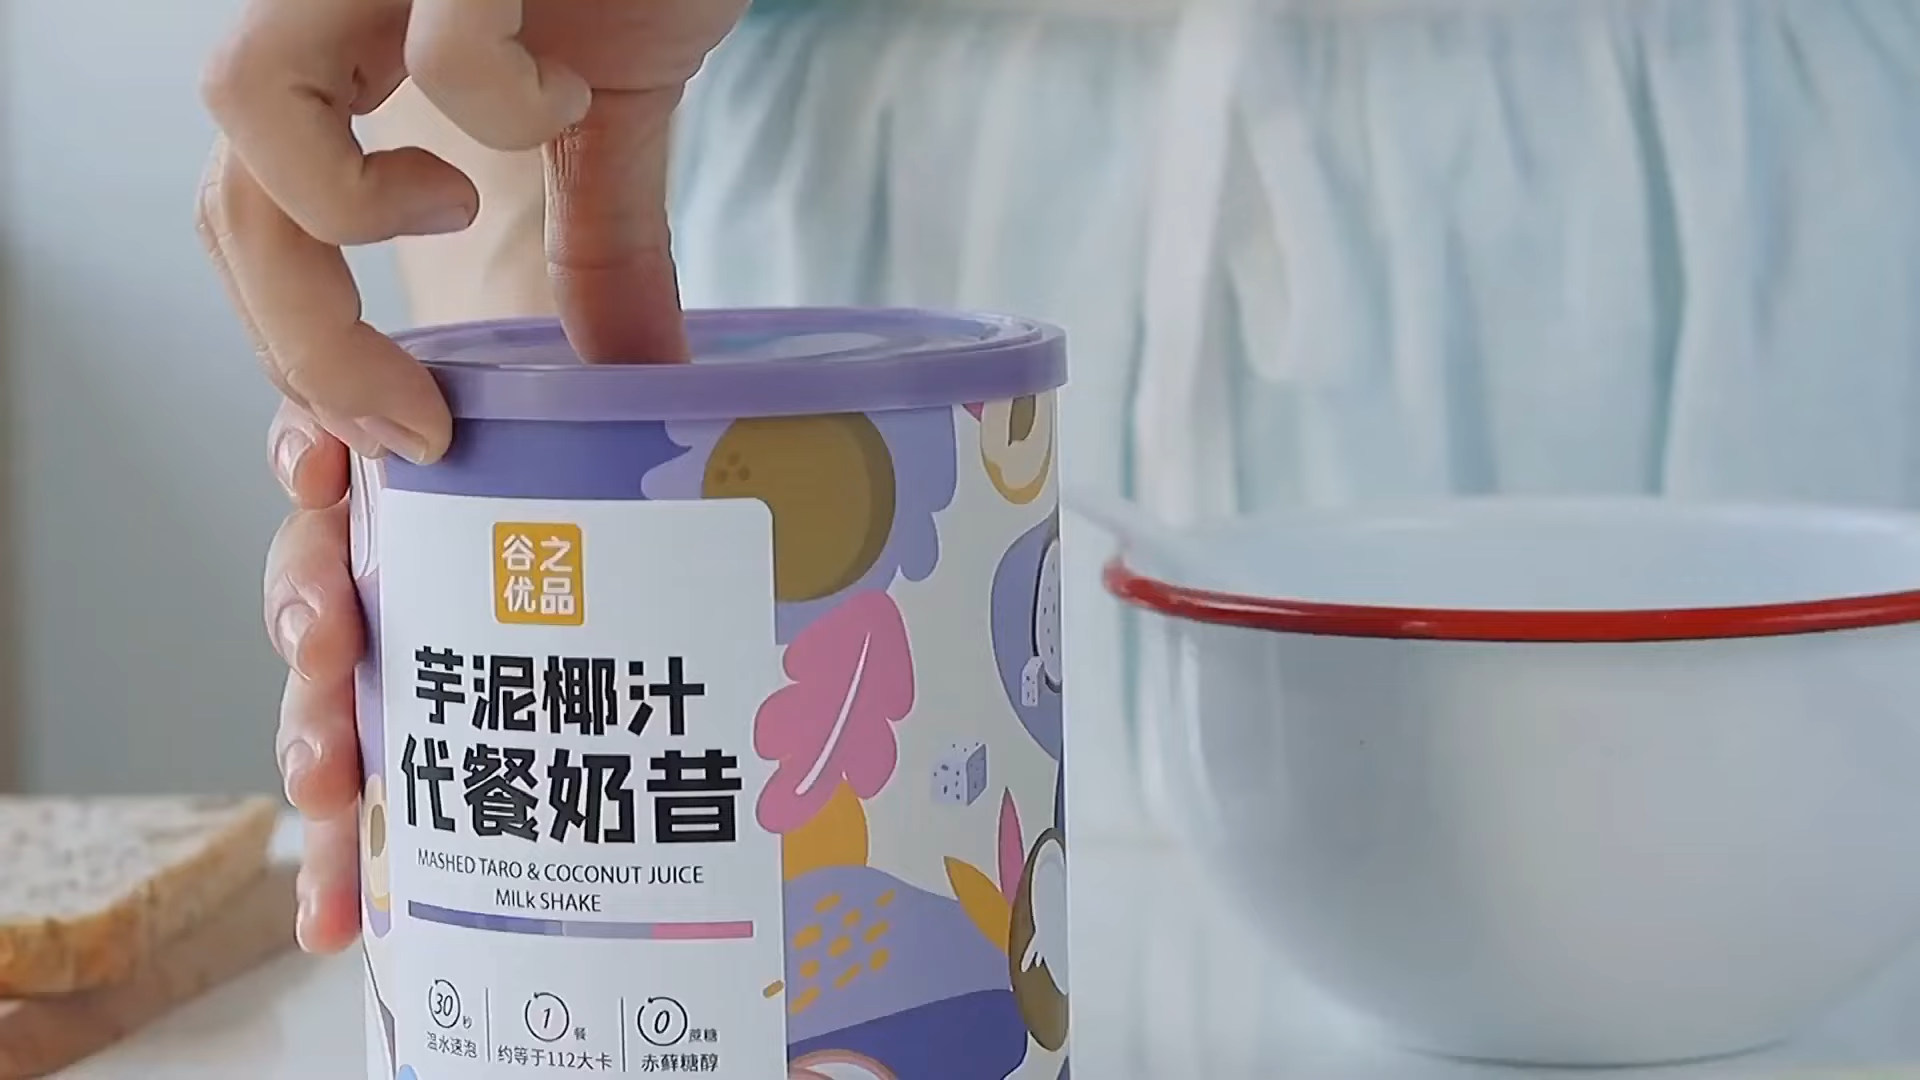 谷之
优品
芋泥椰汁
代餐奶昔
MASHED TARO & COCONUT JUICE
MILk SHAKE
30秒
温水速泡
1餐
约等于112大卡
0蔗糖
赤藓糖醇